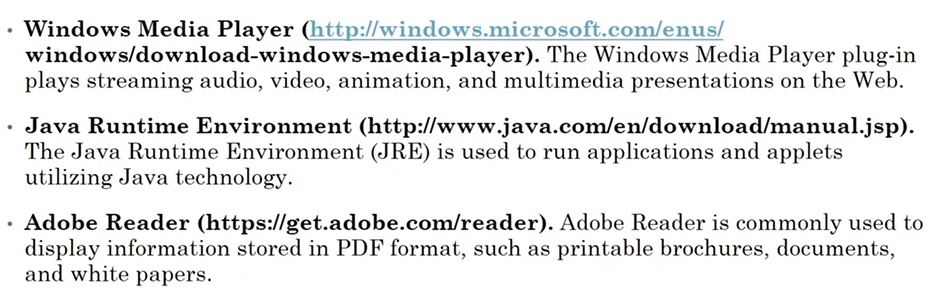 • Windows Media Player (http://windows.microsoft.com/enus/
windows/download-windows-media-player). The Windows Media Player plug-in
plays streaming audio, video, animation, and multimedia presentations on the Web.
• Java Runtime Environment (http://www.java.com/en/download/manual.jsp).
The Java Runtime Environment (JRE) is used to run applications and applets
utilizing Java technology.
• Adobe Reader (https://get.adobe.com/reader). Adobe Reader is commonly used to
display information stored in PDF format, such as printable brochures, documents,
and white papers.